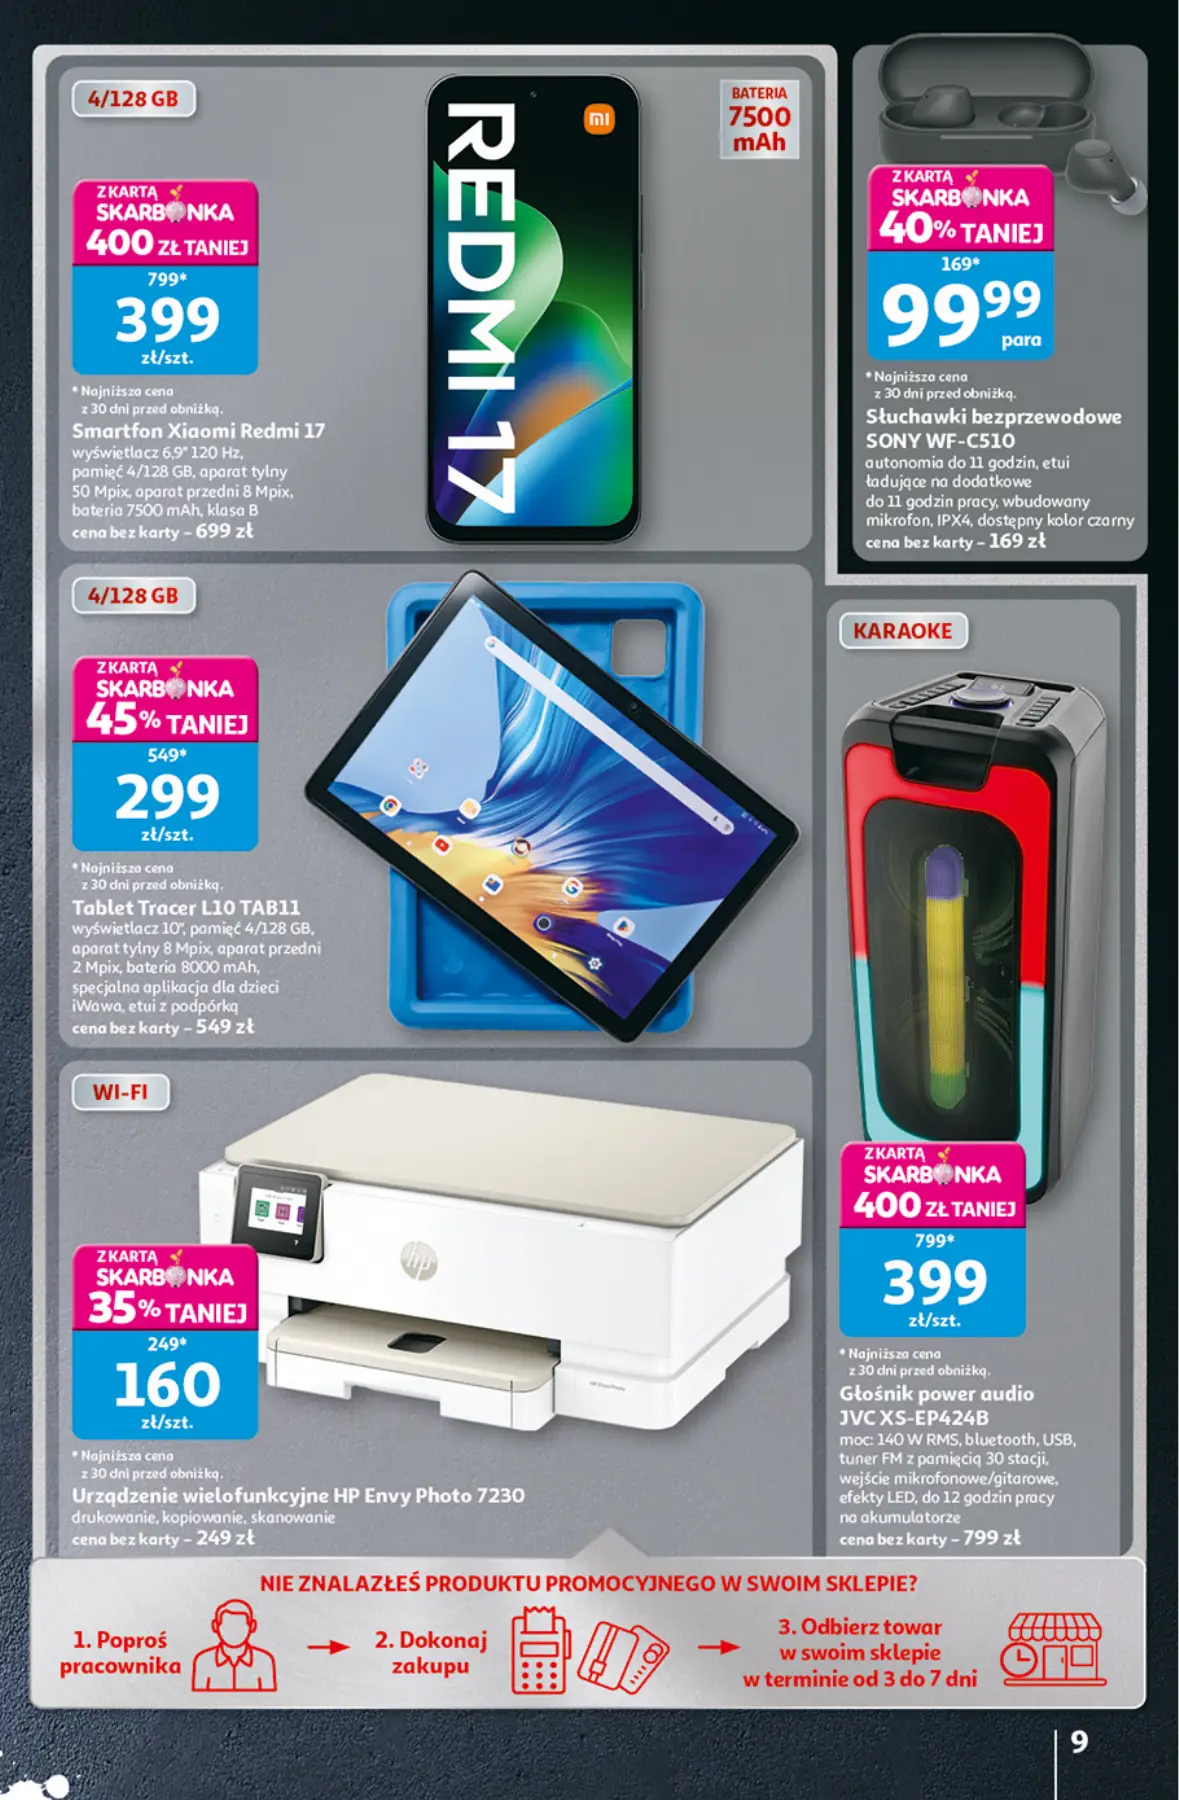 4/128 GB
BATERIA
7500
mAh
REDMI 17
Z KARTĄ
SKARBONKA
400 ZŁ TANIEJ
799*
399
zł/szt.
* Najniższa cena
z 30 dni przed obniżką.
Smartfon Xiaomi Redmi 17
wyświetlacz 6,9" 120 Hz,
pamięć 4/128 GB, aparat tylny
50 Mpix, aparat przedni 8 Mpix,
bateria 7500 mAh, klasa B
cena bez karty – 699 zł
Z KARTĄ
SKARBONKA
40% TANIEJ
169*
99 99
para
* Najniższa cena
z 30 dni przed obniżką.
Słuchawki bezprzewodowe
SONY WF-C510
autonomia do 11 godzin, etui
ładujące na dodatkowe
do 11 godzin pracy, wbudowany
mikrofon, IPX4, dostępny kolor czarny
cena bez karty – 169 zł
4/128 GB
Z KARTĄ
SKARBONKA
45% TANIEJ
549*
299
zł/szt.
* Najniższa cena
z 30 dni przed obniżką.
Tablet Tracer L10 TAB11
wyświetlacz 10", pamięć 4/128 GB,
aparat tylny 8 Mpix, aparat przedni
2 Mpix, bateria 8000 mAh,
specjalna aplikacja dla dzieci
iWawa, etui z podpórką
cena bez karty – 549 zł
KARAOKE
Z KARTĄ
SKARBONKA
400 ZŁ TANIEJ
799*
399
zł/szt.
* Najniższa cena
z 30 dni przed obniżką.
Głośnik power audio
JVC XS-EP424B
moc: 140 W RMS, bluetooth, USB,
tuner FM z pamięcią 30 stacji,
wejście mikrofonowe/gitarowe,
efekty LED, do 12 godzin pracy
na akumulatorze
cena bez karty – 799 zł
WI-FI
hp
Z KARTĄ
SKARBONKA
35% TANIEJ
249*
160
zł/szt.
* Najniższa cena
z 30 dni przed obniżką.
Urządzenie wielofunkcyjne HP Envy Photo 7230
drukowanie, kopiowanie, skanowanie
cena bez karty – 249 zł
NIE ZNALAZŁEŚ PRODUKTU PROMOCYJNEGO W SWOIM SKLEPIE?
1. Poproś
pracownika
2. Dokonaj
zakupu
3. Odbierz towar
w swoim sklepie
w terminie od 3 do 7 dni
9